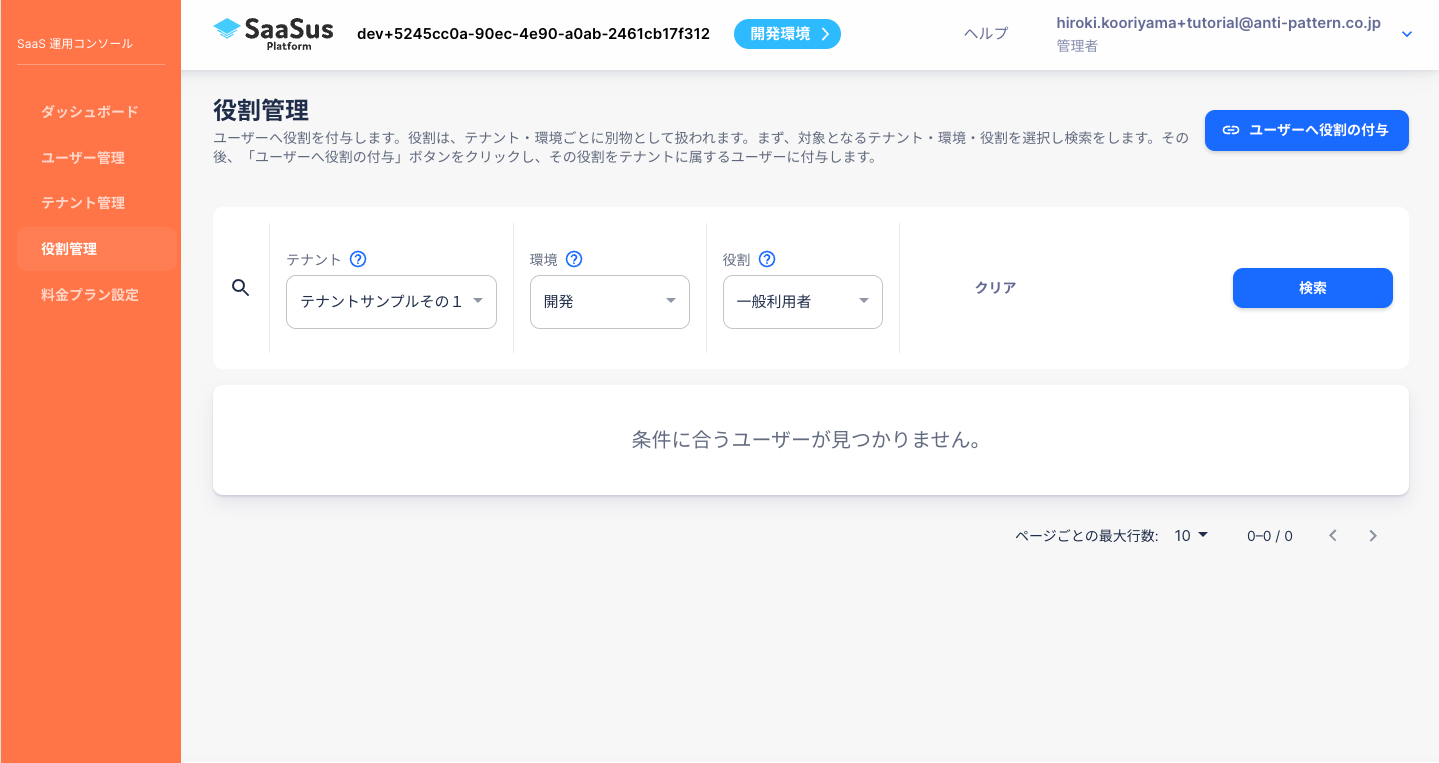 SaaS 運用コンソール
ダッシュボード
ユーザー管理
テナント管理
役割管理
料金プラン設定
SaaSus
Platform
dev+5245cc0a-90ec-4e90-a0ab-2461cb17f312
開発環境
ヘルプ
hiroki.kooriyama+tutorial@anti-pattern.co.jp
管理者
役割管理
ユーザーへ役割を付与します。役割は、テナント・環境ごとに別物として扱われます。まず、対象となるテナント・環境・役割を選択し検索をします。その
後、「ユーザーへ役割の付与」ボタンをクリックし、その役割をテナントに属するユーザーに付与します。
ユーザーへ役割の付与
テナント ?
環境 ?
役割 ?
テナントサンプルその１
開発
一般利用者
クリア
検索
条件に合うユーザーが見つかりません。
ページごとの最大行数: 10 0–0 / 0